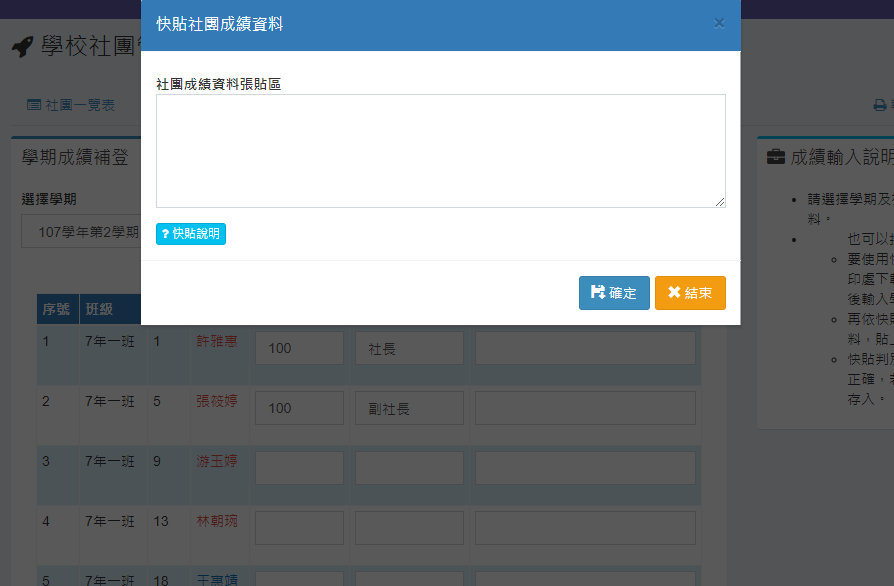 快貼社團成績資料 ×
學校社團
社團成績資料張貼區
社團一覽表
學期成績補登
選擇學期
107學年第2學期
? 快貼說明
確定 結束
成績輸入說明
請選擇學期及
料。
也可以
要使用
印處下
後輸入
再依快
料，貼
快貼判
正確，
存入。
序號 班級
1 7年一班 1 許雅惠 100 社長
2 7年一班 5 張筱婷 100 副社長
3 7年一班 9 游玉婷
4 7年一班 13 林朝琬
5 7年一班 18 王惠靖